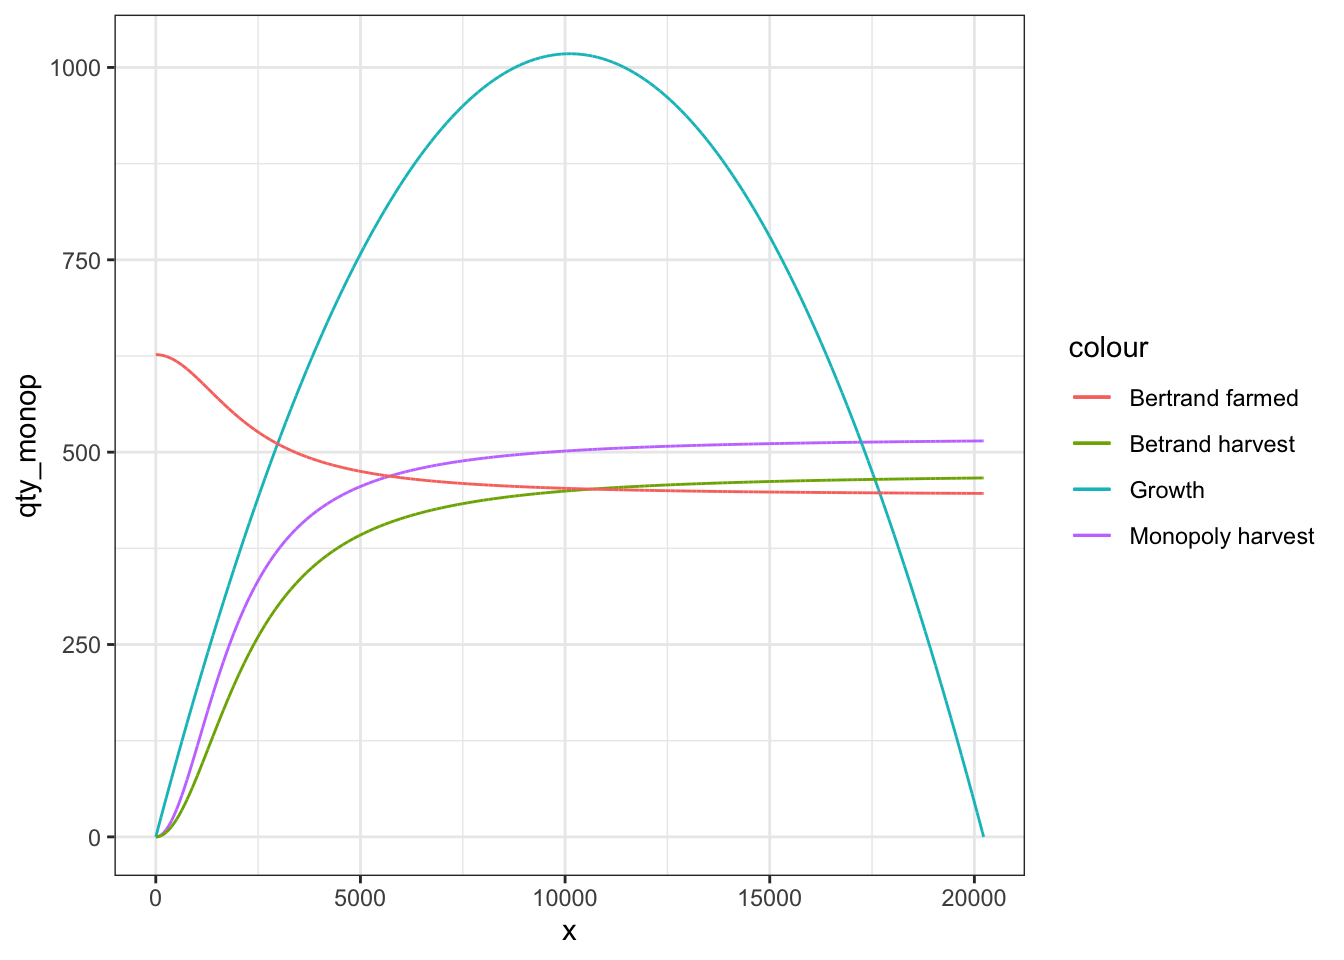 1000
750
500
250
0
qty_monop
0 5000 10000 15000 20000
x
colour
Bertrand farmed
Betrand harvest
Growth
Monopoly harvest